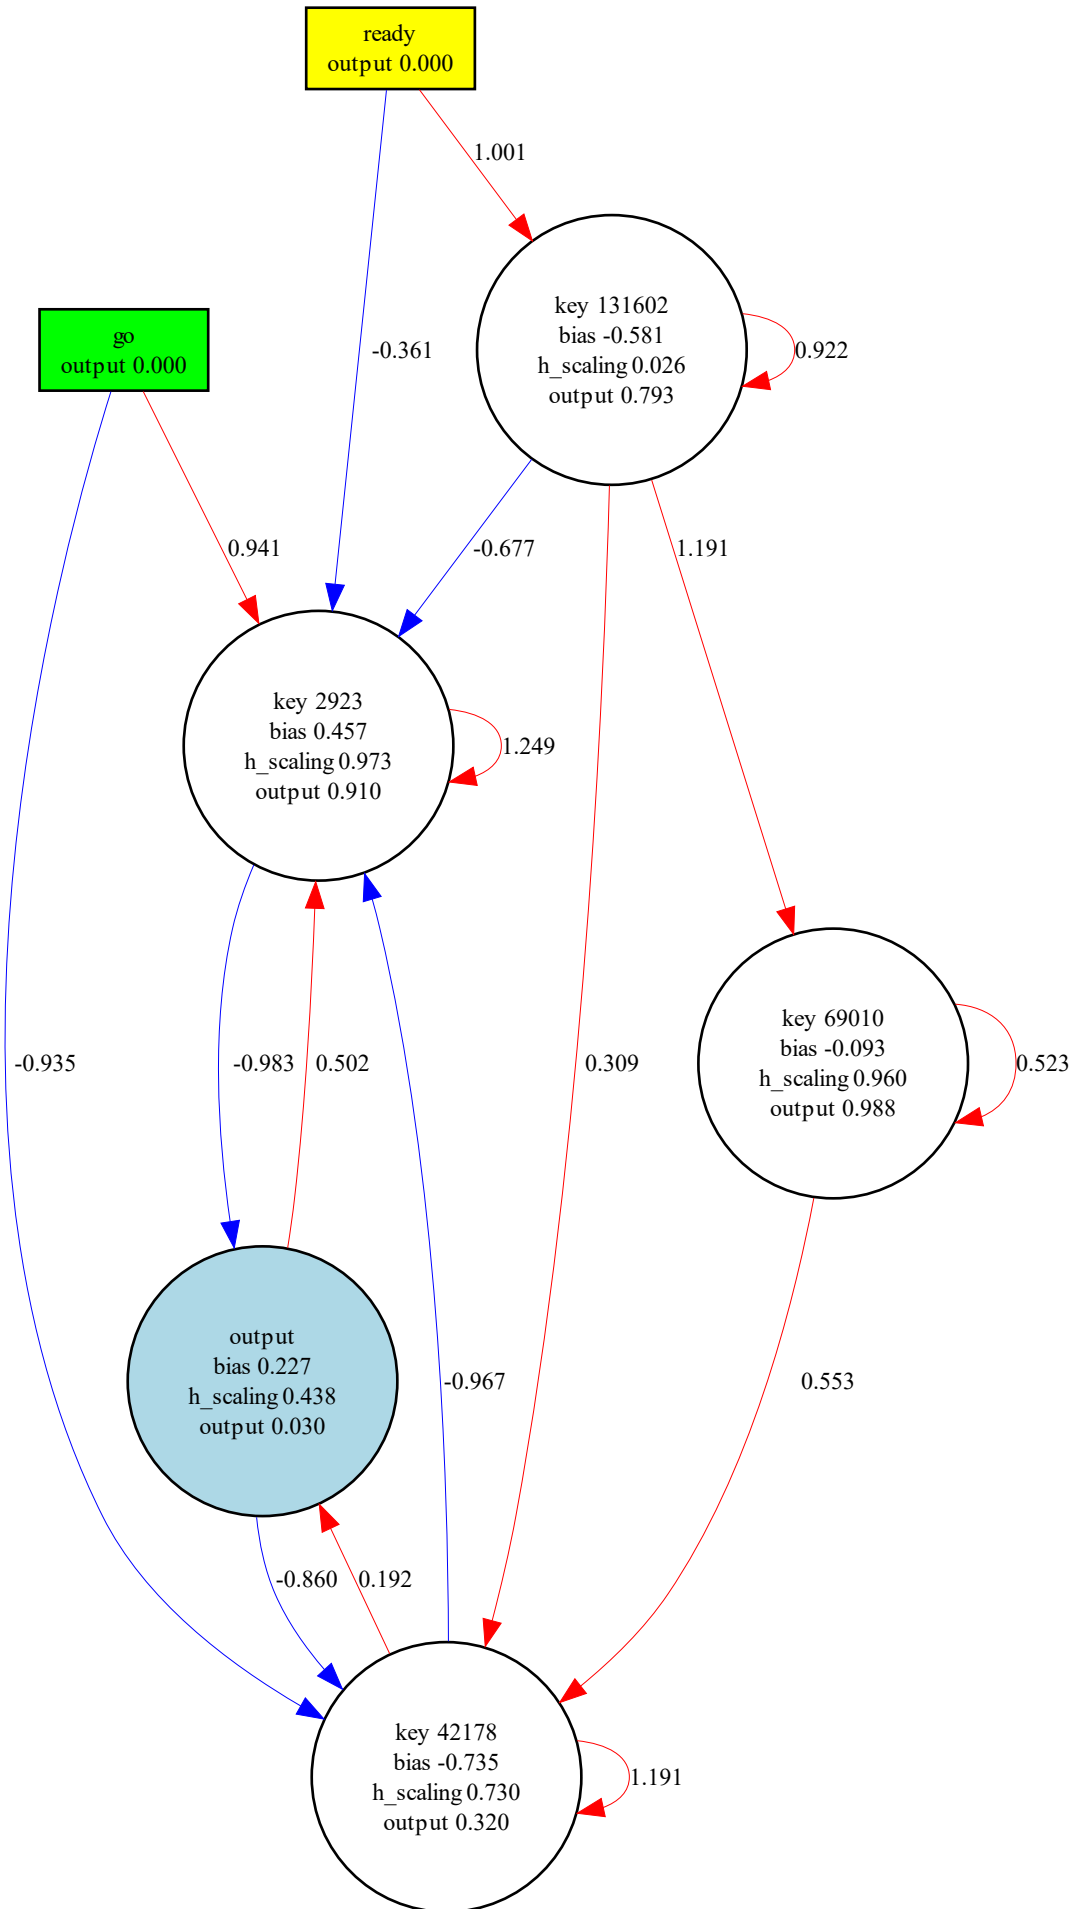 ready
output 0.000
1.001
go
output 0.000
-0.361
key 131602
bias -0.581
h_scaling 0.026
output 0.793
0.922
0.941
-0.677
1.191
key 2923
bias 0.457
h_scaling 0.973
output 0.910
1.249
-0.935
-0.983
0.502
0.309
key 69010
bias -0.093
h_scaling 0.960
output 0.988
0.523
output
bias 0.227
h_scaling 0.438
output 0.030
-0.967
0.553
-0.860
0.192
key 42178
bias -0.735
h_scaling 0.730
output 0.320
1.191